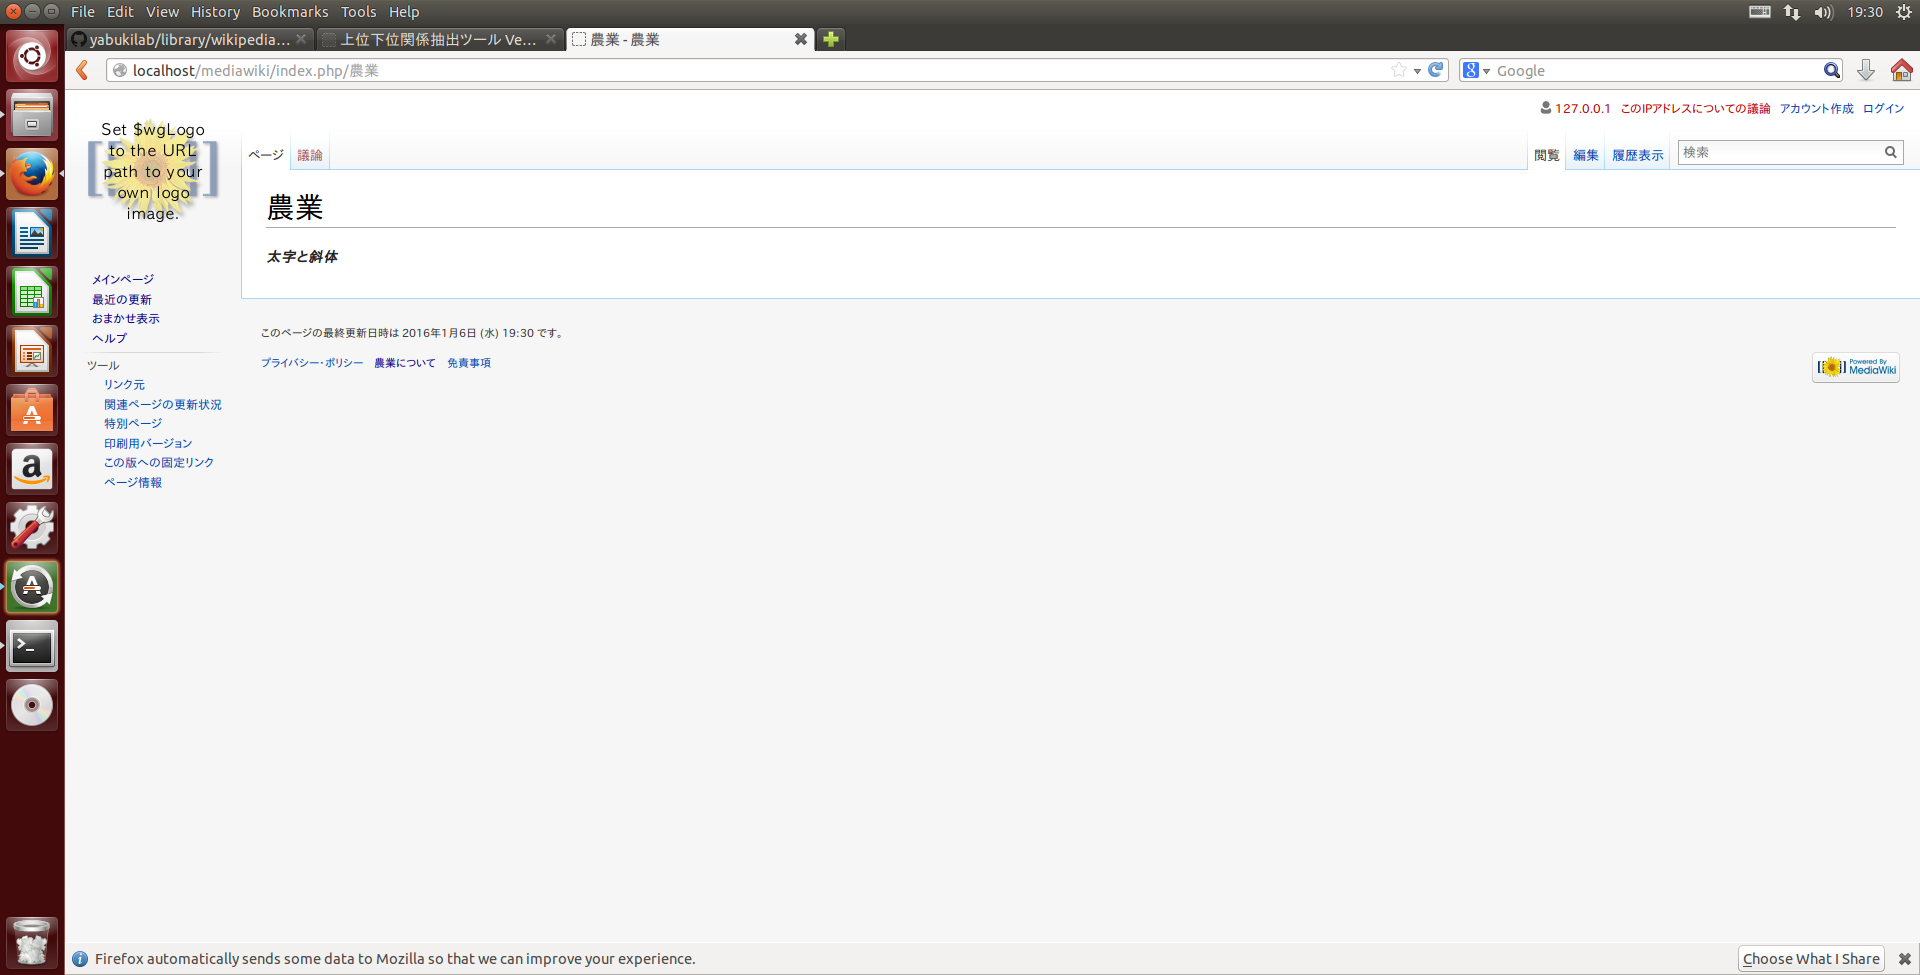 File Edit View History Bookmarks Tools Help
19:30
yabukilab/library/wikipedia...
上位下位関係抽出ツール Ve...
農業 - 農業
localhost/mediawiki/index.php/農業
Google
127.0.0.1 このIPアドレスについての議論 アカウント作成 ログイン
Set $wgLogo
to the URL
path to your
own logo
image.
ページ 議論
閲覧 編集 履歴表示 検索
農業
太字と斜体
メインページ
最近の更新
おまかせ表示
ヘルプ
ツール
リンク元
関連ページの更新状況
特別ページ
印刷用バージョン
この版への固定リンク
ページ情報
このページの最終更新日時は 2016年1月6日 (水) 19:30 です。
プライバシー・ポリシー 農業について 免責事項
Powered By
MediaWiki
Firefox automatically sends some data to Mozilla so that we can improve your experience.
Choose What I Share